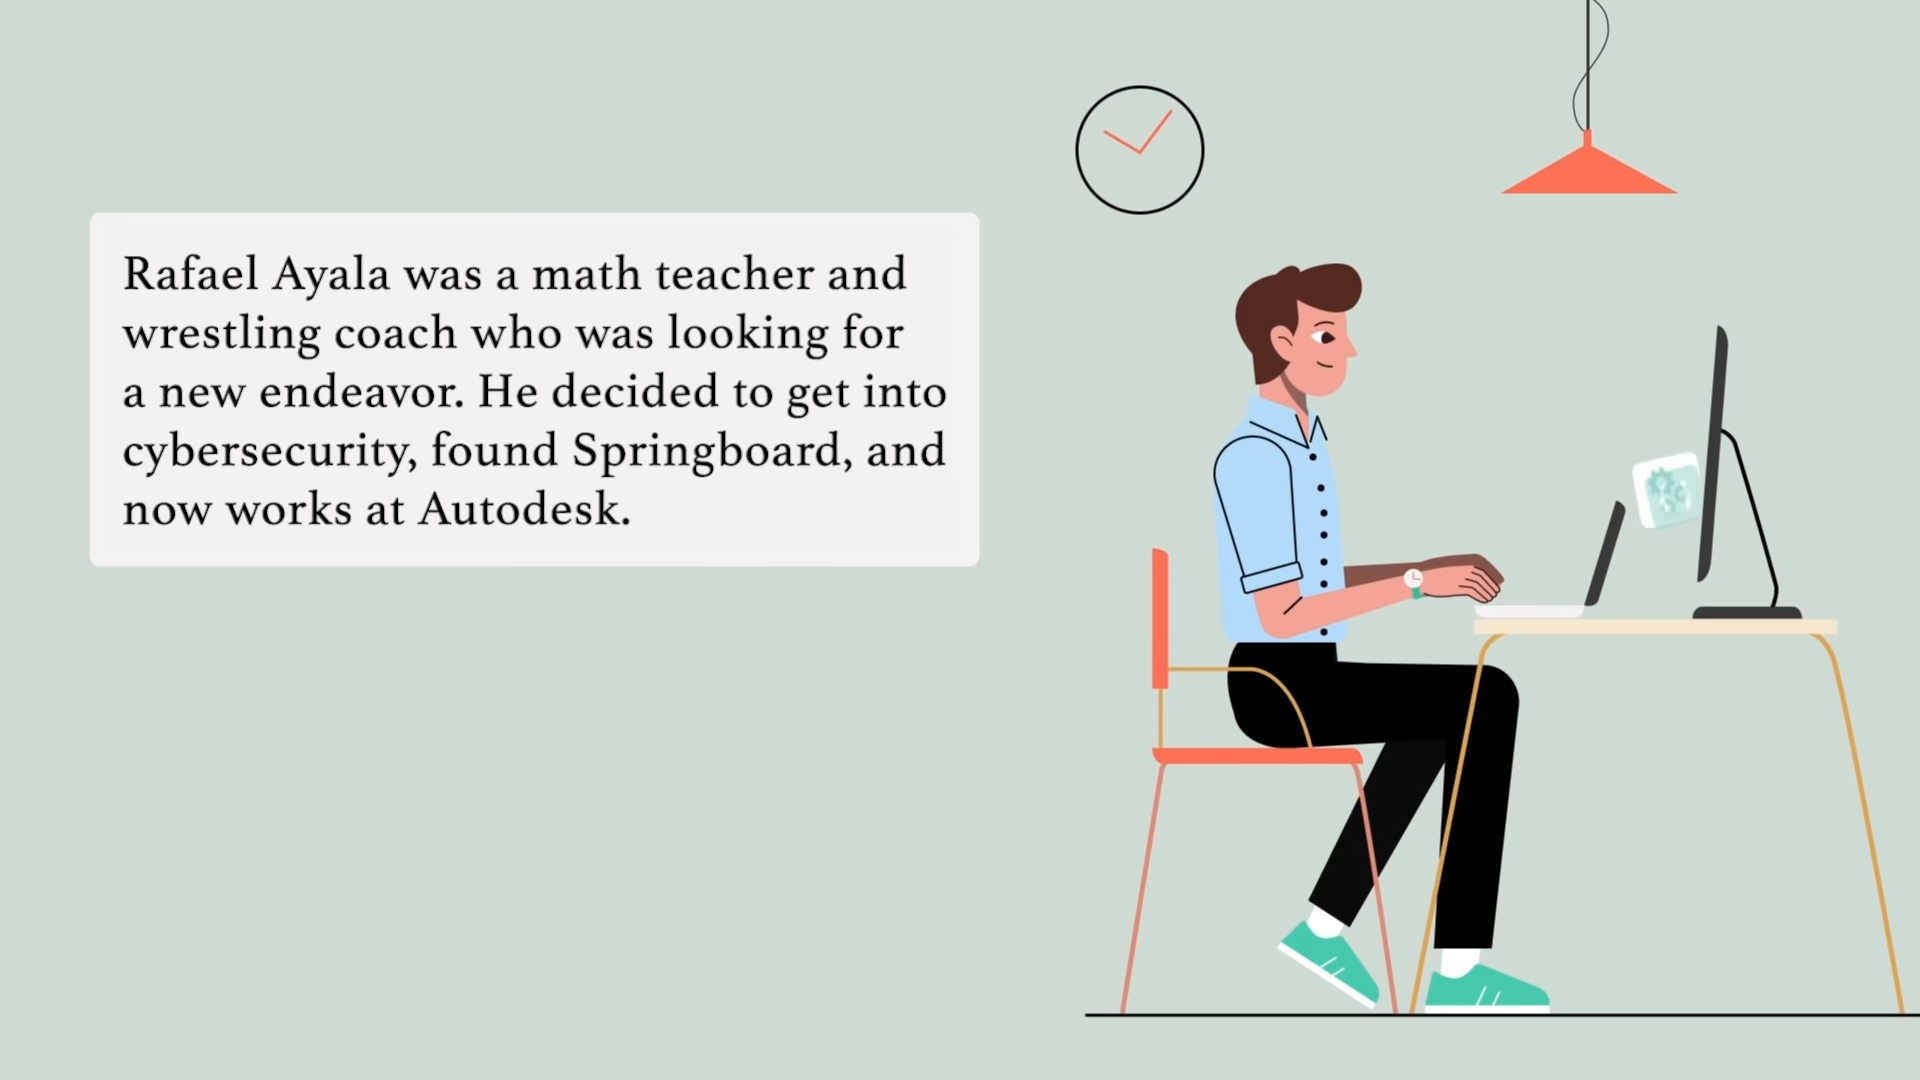 Rafael Ayala was a math teacher and
wrestling coach who was looking for
a new endeavor. He decided to get into
cybersecurity, found Springboard, and
now works at Autodesk.